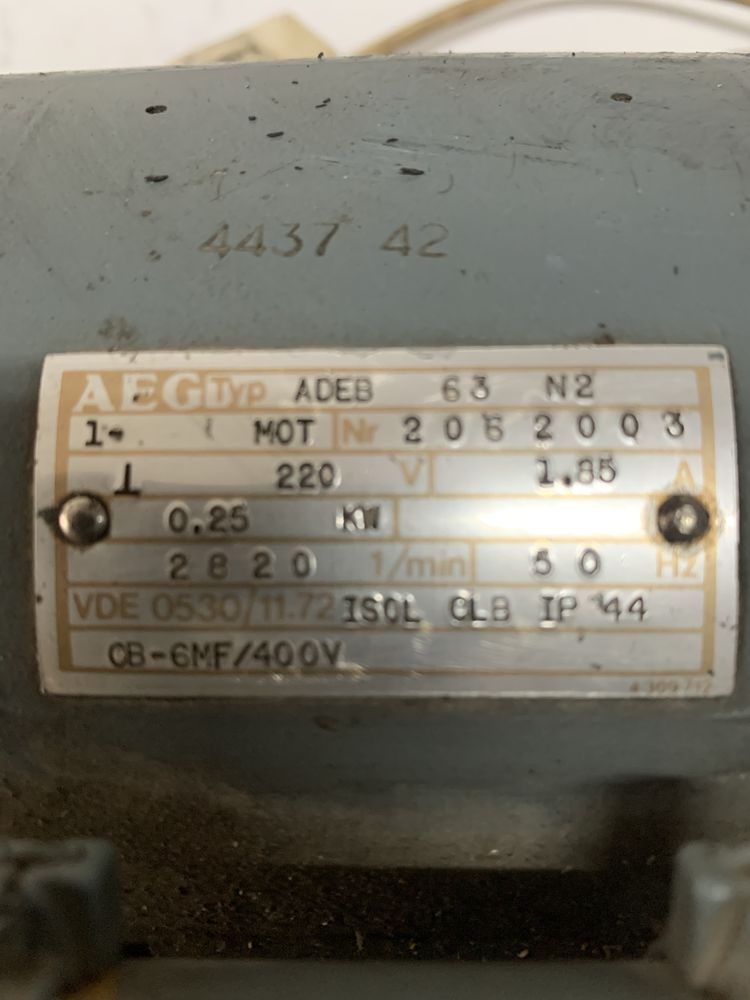 4437 42
AEG Typ ADEB 63 N2
1~ MOT Nr 2062003
⊥ 220 V 1.85 A
0.25 KW
2820 1/min 50 Hz
VDE 0530/11.72 ISOL CLB IP 44
CB-6MF/400V